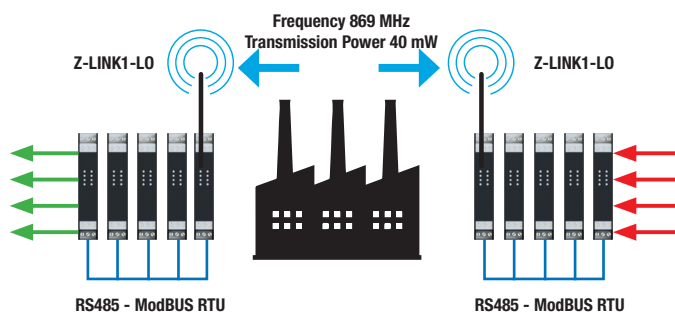 Frequency 869 MHz
Transmission Power 40 mW
Z-LINK1-LO
Z-LINK1-LO
RS485 - ModBUS RTU
RS485 - ModBUS RTU